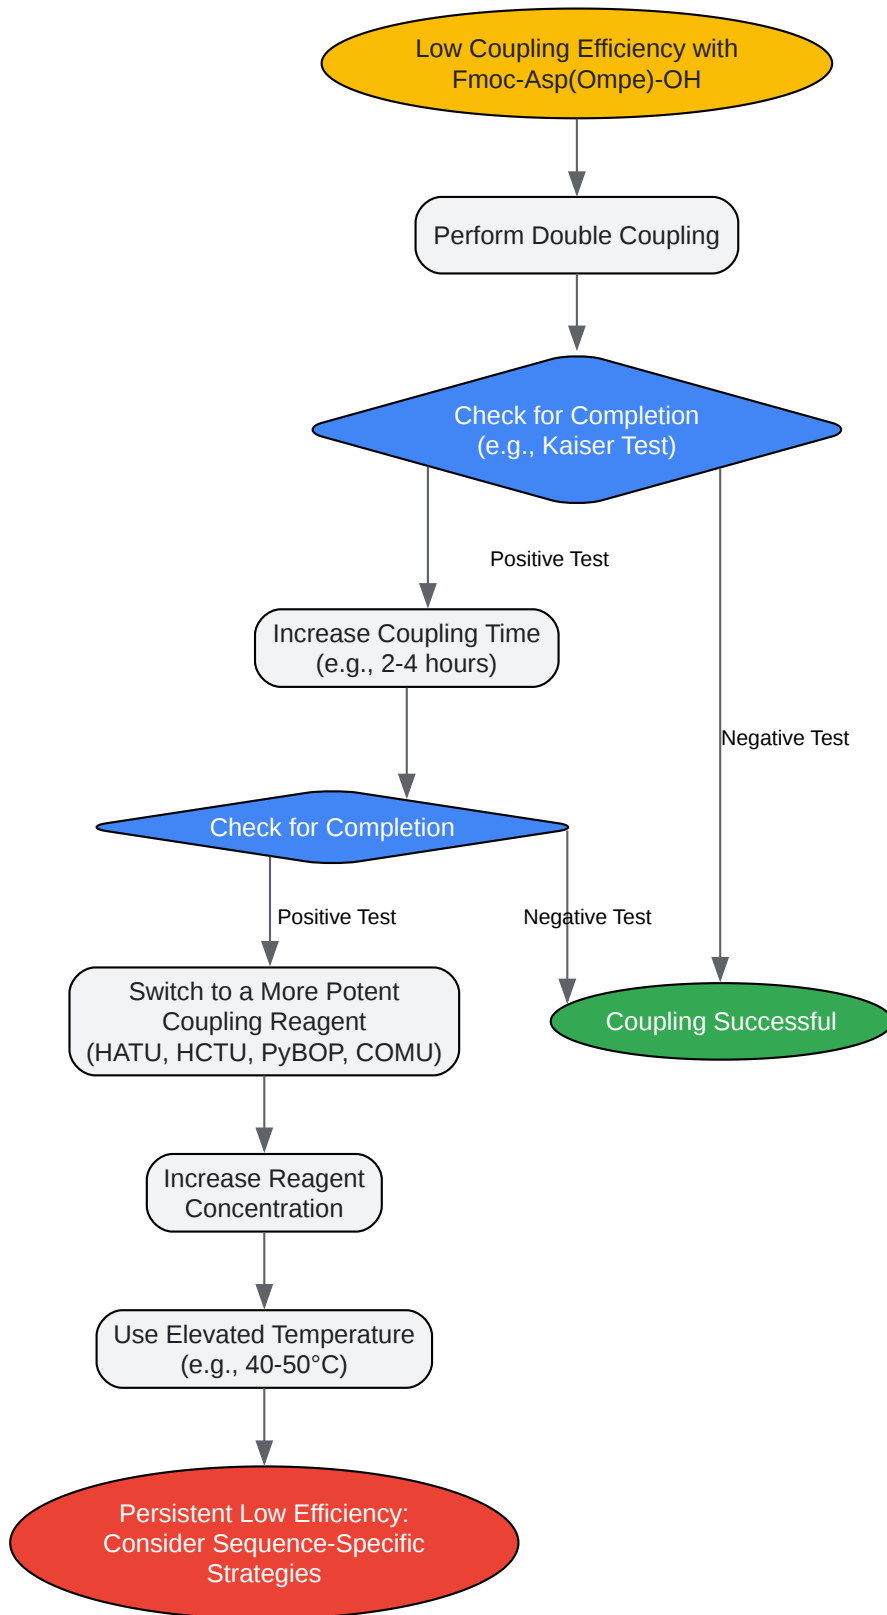 Low Coupling Efficiency with
Fmoc-Asp(Ompe)-OH
Perform Double Coupling
Check for Completion
(e.g., Kaiser Test)
Positive Test
Increase Coupling Time
(e.g., 2-4 hours)
Negative Test
Check for Completion
Positive Test
Negative Test
Switch to a More Potent
Coupling Reagent
(HATU, HCTU, PyBOP, COMU)
Coupling Successful
Increase Reagent
Concentration
Use Elevated Temperature
(e.g., 40-50°C)
Persistent Low Efficiency:
Consider Sequence-Specific
Strategies